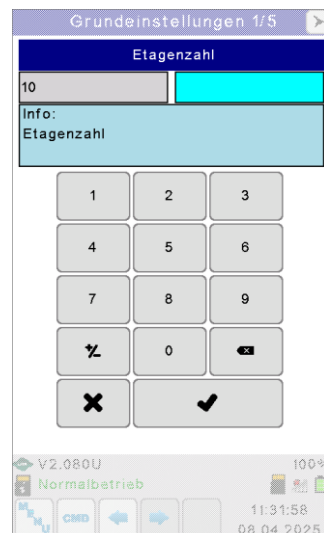 Grundeinstellungen 1/5
Etagenzahl
10
Info:
Etagenzahl
1 2 3
4 5 6
7 8 9
+/- 0
V2.080U 100%
Normalbetrieb
MENU CMD 11:31:58
08.04.2025